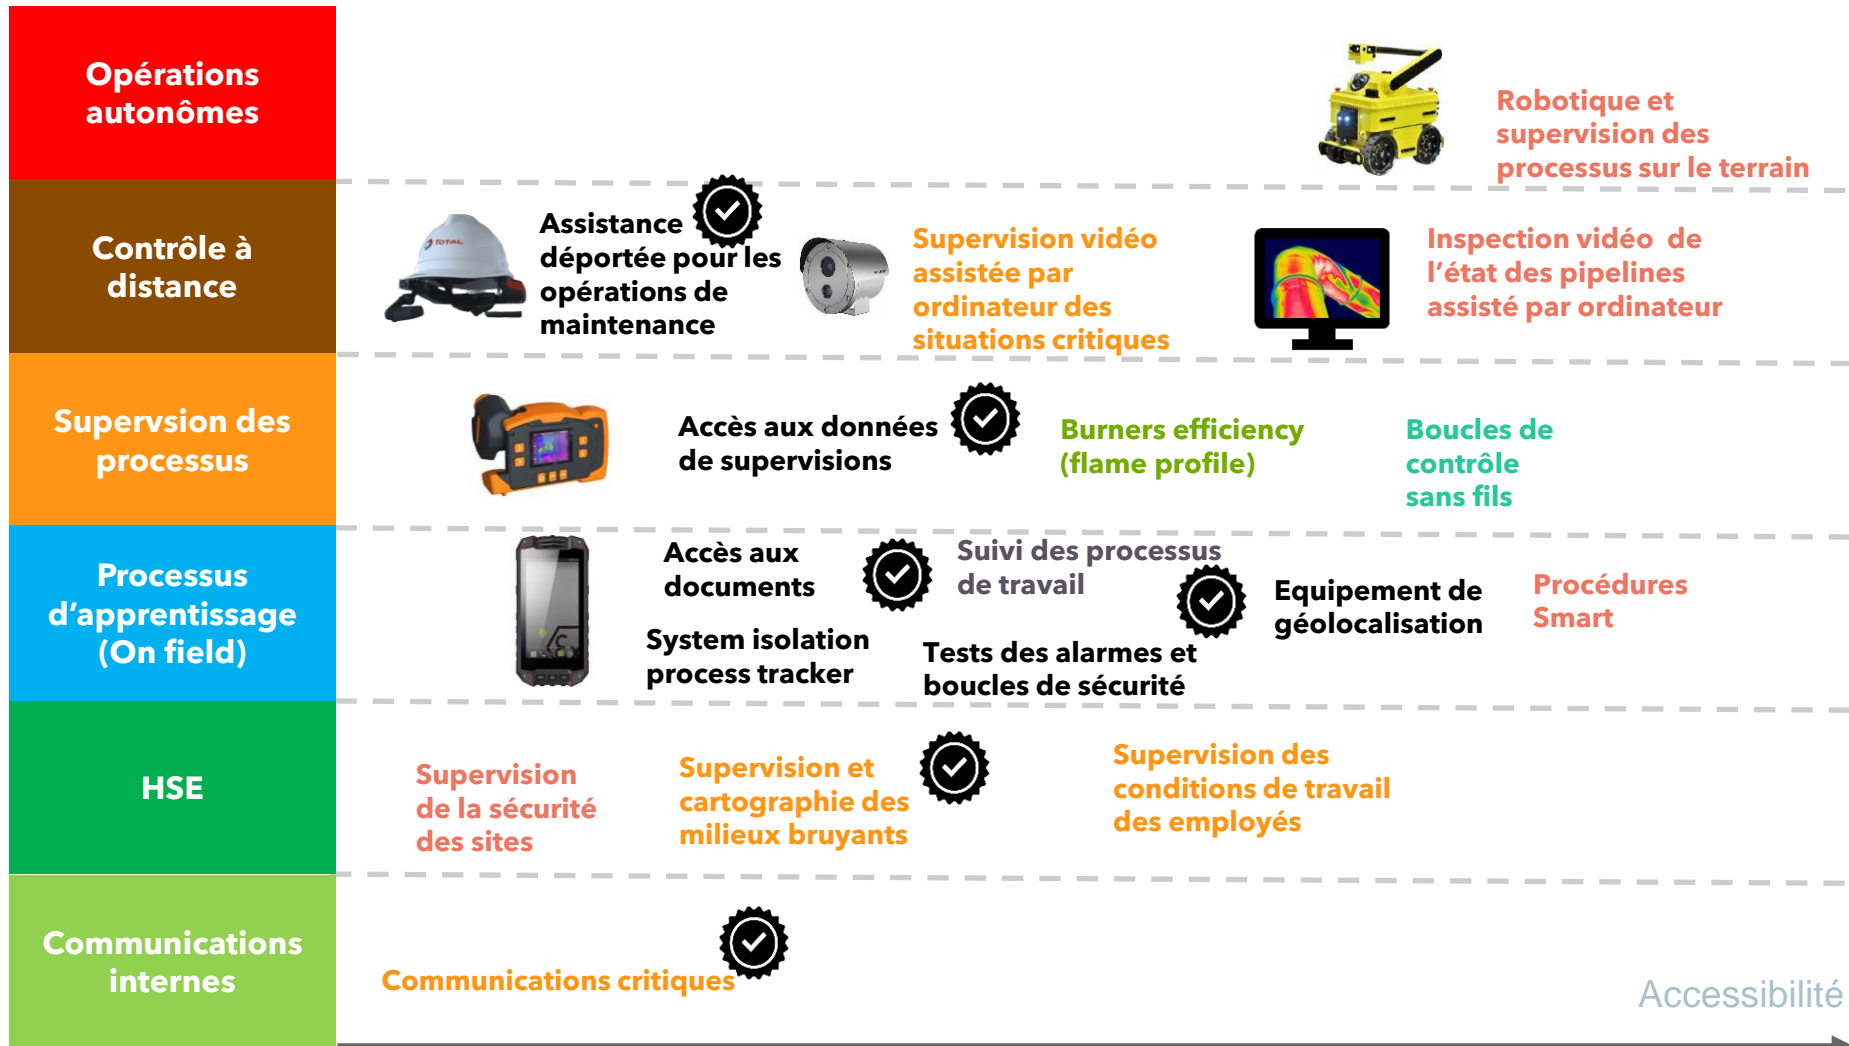 Opérations
autonômes
Robotique et
supervision des
processus sur le terrain
Contrôle à
distance
TOTAL
Assistance
déportée pour les
opérations de
maintenance
Supervision vidéo
assistée par
ordinateur des
situations critiques
Inspection vidéo de
l'état des pipelines
assisté par ordinateur
Supervsion des
processus
Accès aux données
de supervisions
Burners efficiency
(flame profile)
Boucles de
contrôle
sans fils
Processus
d'apprentissage
(On field)
Accès aux
documents
System isolation
process tracker
Suivi des processus
de travail
Tests des alarmes et
boucles de sécurité
Equipement de
géolocalisation
Procédures
Smart
HSE
Supervision
de la sécurité
des sites
Supervision et
cartographie des
milieux bruyants
Supervision des
conditions de travail
des employés
Communications
internes
Communications critiques
Accessibilité